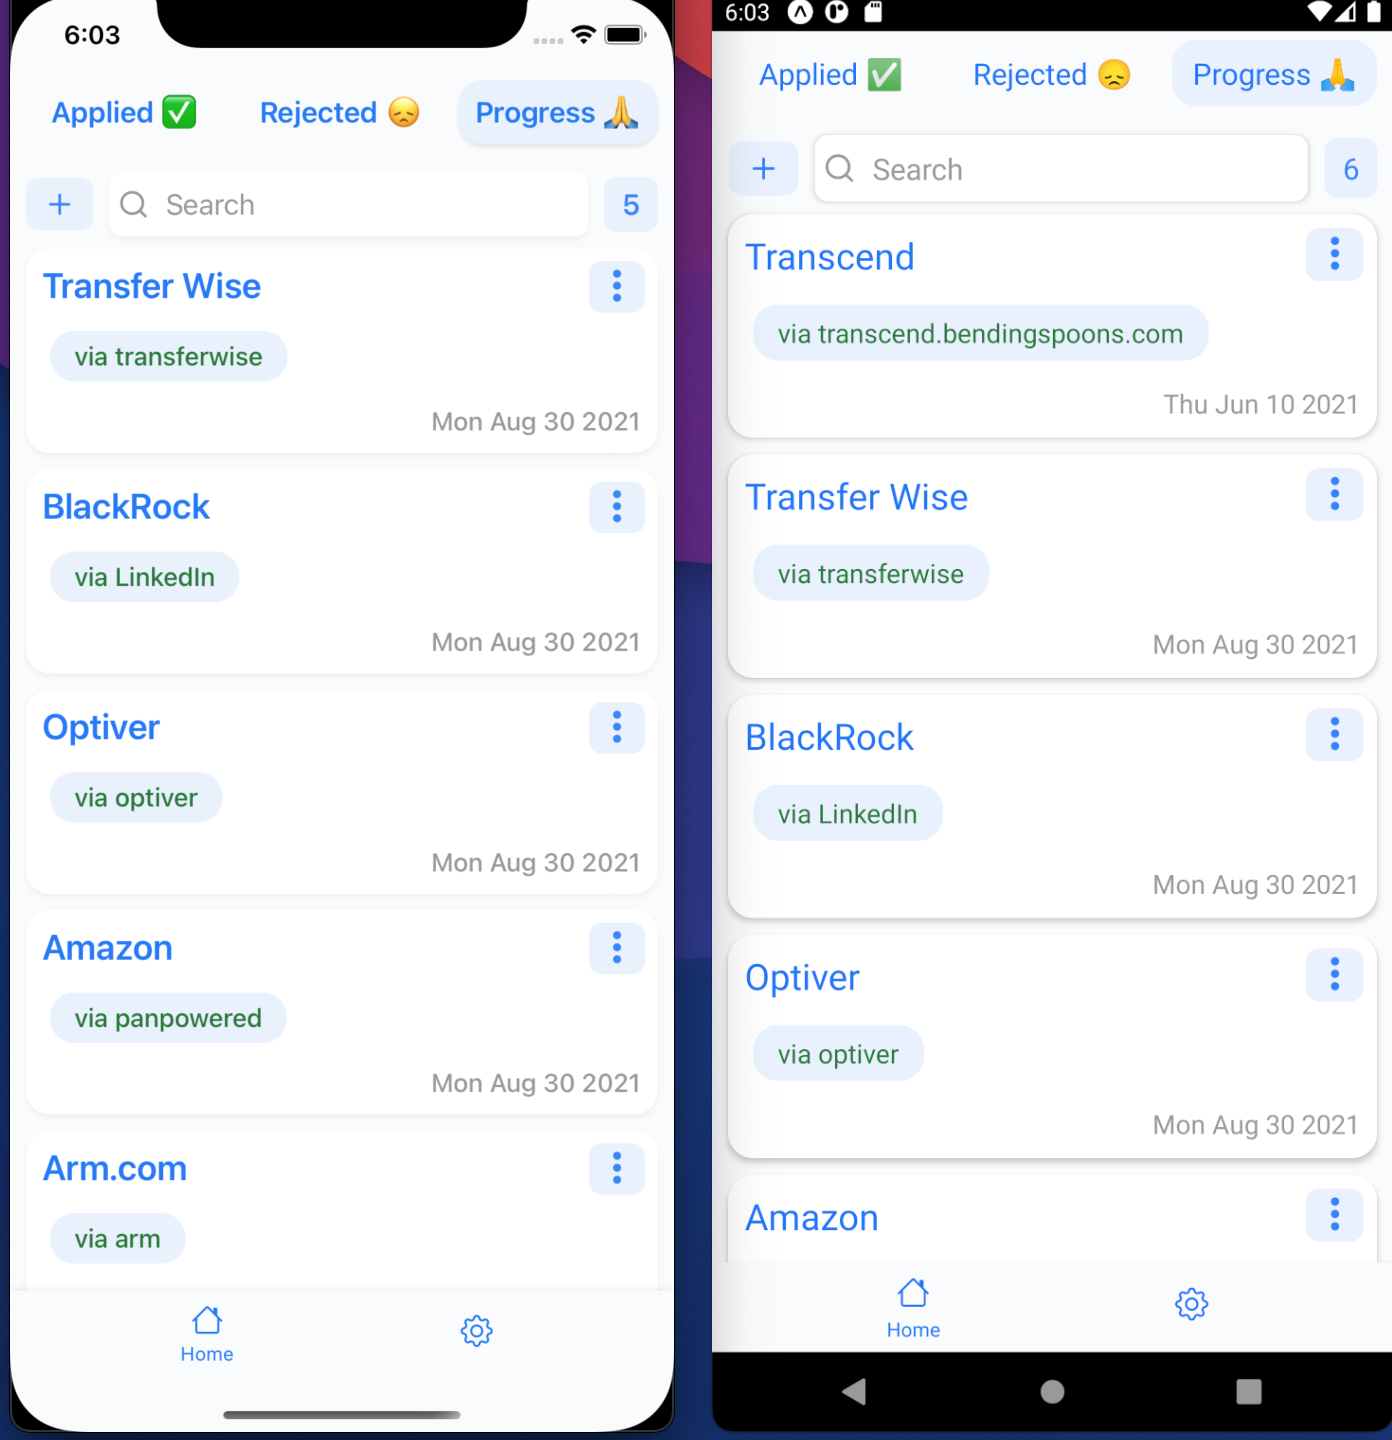 6:03
Applied ✅ Rejected 😞 Progress 🙏
+ Search 5
Transfer Wise
via transferwise
Mon Aug 30 2021
BlackRock
via LinkedIn
Mon Aug 30 2021
Optiver
via optiver
Mon Aug 30 2021
Amazon
via panpowered
Mon Aug 30 2021
Arm.com
via arm
Home
6:03
Applied ✅ Rejected 😞 Progress 🙏
+ Search 6
Transcend
via transcend.bendingspoons.com
Thu Jun 10 2021
Transfer Wise
via transferwise
Mon Aug 30 2021
BlackRock
via LinkedIn
Mon Aug 30 2021
Optiver
via optiver
Mon Aug 30 2021
Amazon
Home